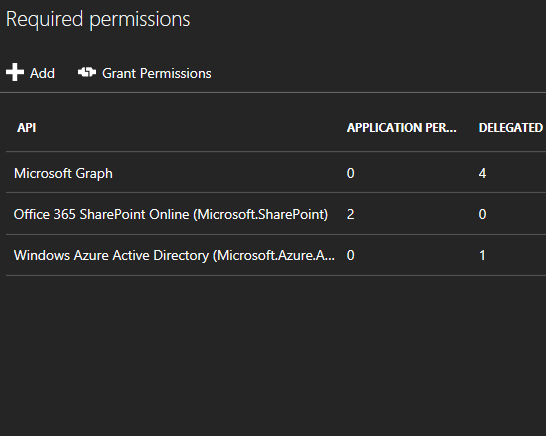 Required permissions
Add Grant Permissions
API APPLICATION PER... DELEGATED
Microsoft Graph 0 4
Office 365 SharePoint Online (Microsoft.SharePoint) 2 0
Windows Azure Active Directory (Microsoft.Azure.A... 0 1